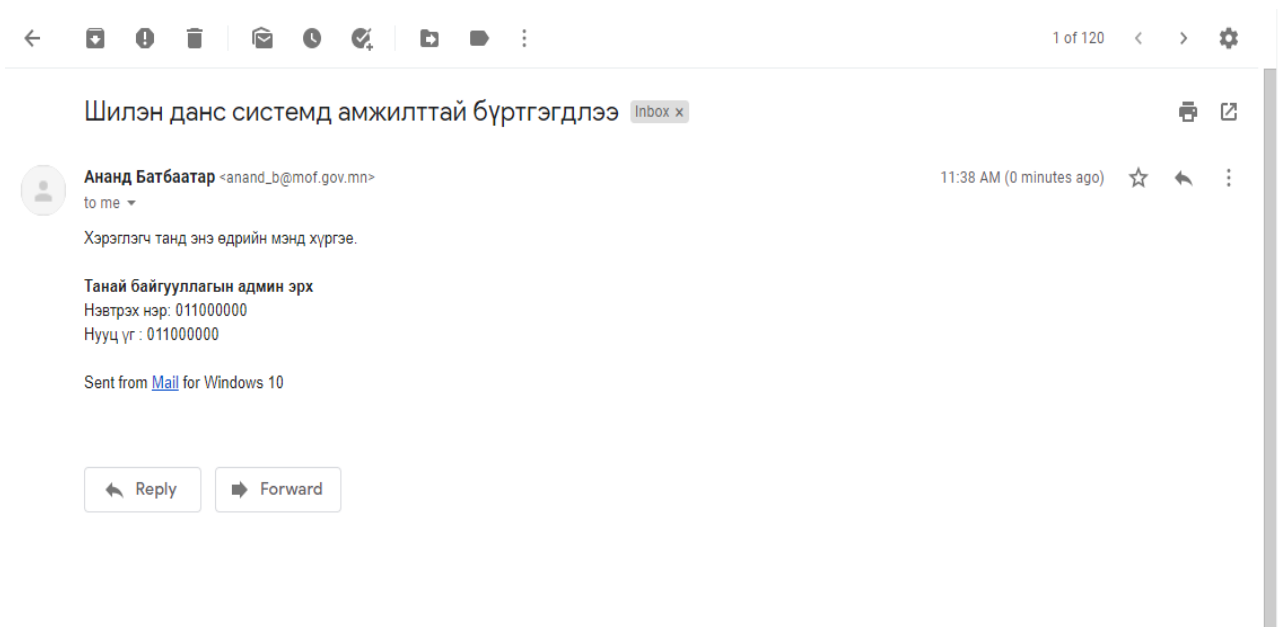 1 of 120
Шилэн данс системд амжилттай бүртгэгдлээ Inbox x
Ананд Батбаатар <anand_b@mof.gov.mn>
11:38 AM (0 minutes ago)
to me
Хэрэглэгч танд энэ өдрийн мэнд хүргэе.
Танай байгууллагын админ эрх
Нэвтрэх нэр: 011000000
Нууц үг : 011000000
Sent from Mail for Windows 10
Reply
Forward